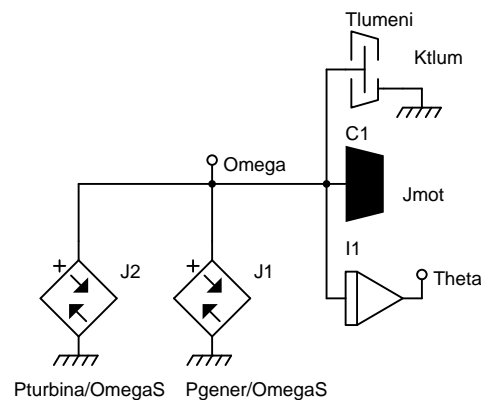 Tlumeni
Ktlum
C1
Omega
Jmot
I1
+
J2
+
J1
Theta
Pturbina/OmegaS
Pgener/OmegaS